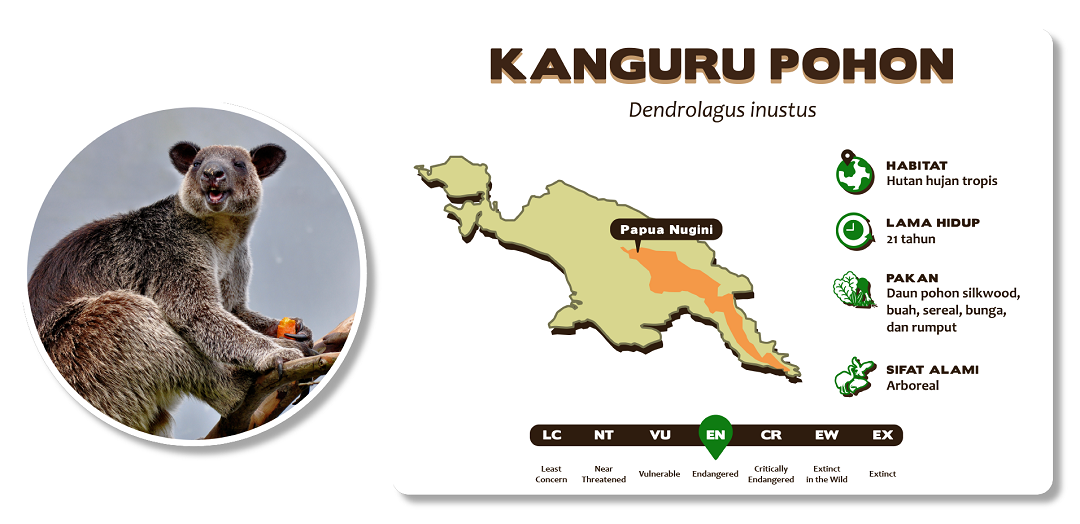 KANGURU POHON
Dendrolagus inustus
Papua Nugini
HABITAT
Hutan hujan tropis
LAMA HIDUP
21 tahun
PAKAN
Daun pohon silkwood,
buah, sereal, bunga,
dan rumput
SIFAT ALAMI
Arboreal
LC NT VU EN CR EW EX
Least Concern Near Threatened Vulnerable Endangered Critically Endangered Extinct in the Wild Extinct